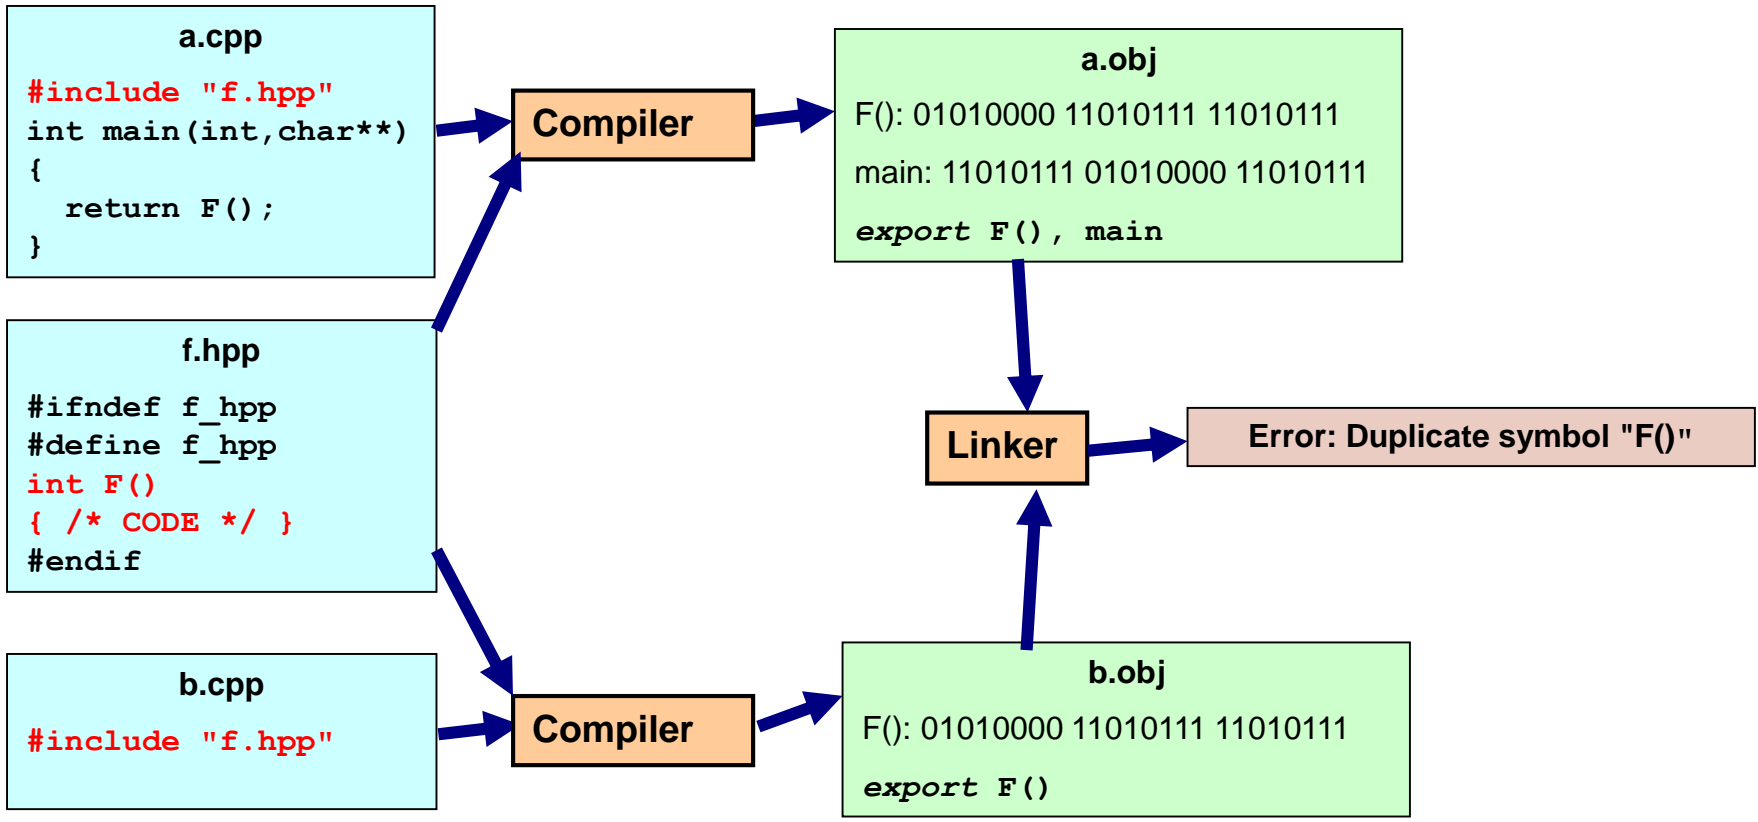 a.cpp
#include "f.hpp"
int main(int,char**)
{
  return F();
}
Compiler
a.obj
F(): 01010000 11010111 11010111
main: 11010111 01010000 11010111
export F(), main
f.hpp
#ifndef f_hpp
#define f_hpp
int F()
{ /* CODE */ }
#endif
Linker
Error: Duplicate symbol "F()"
b.cpp
#include "f.hpp"
Compiler
b.obj
F(): 01010000 11010111 11010111
export F()